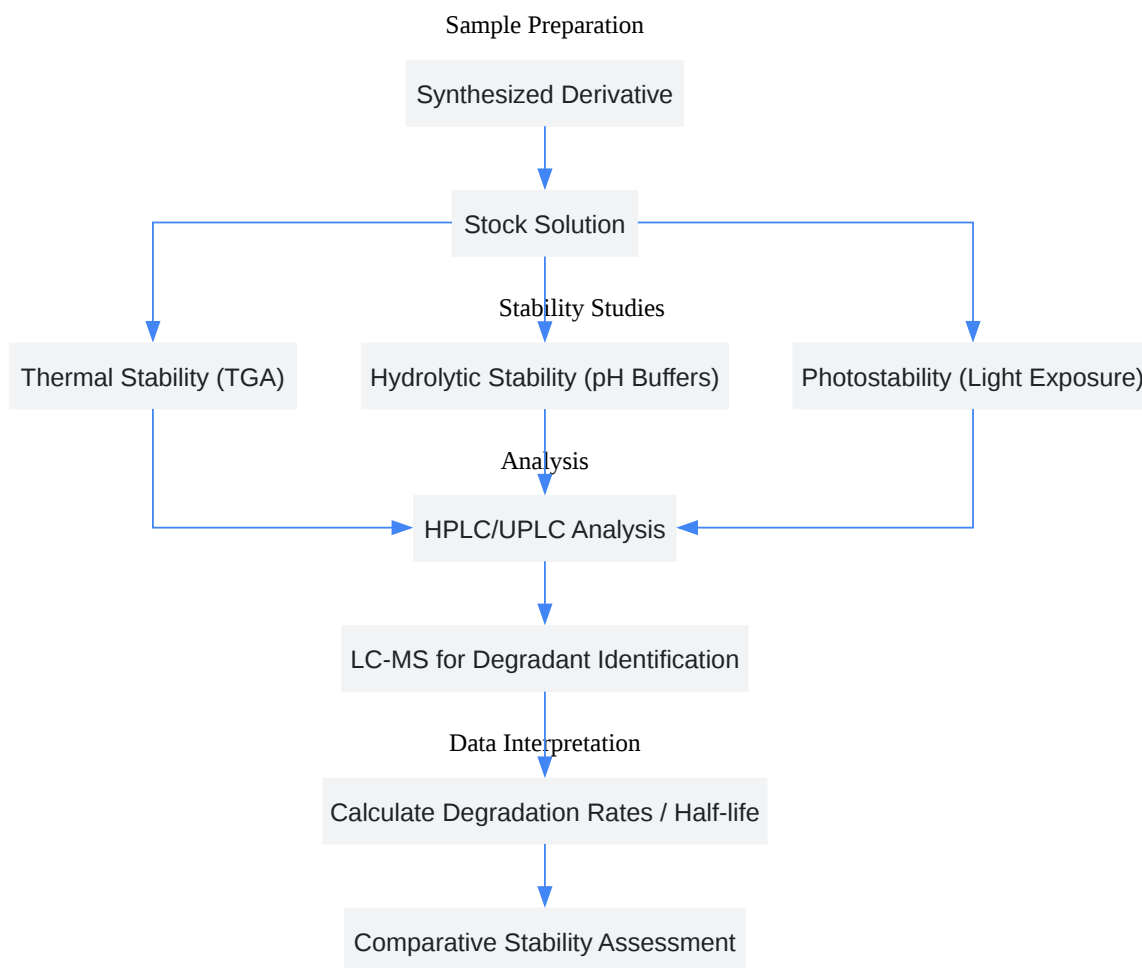 Sample Preparation
Synthesized Derivative
Stock Solution
Stability Studies
Thermal Stability (TGA)
Hydrolytic Stability (pH Buffers)
Photostability (Light Exposure)
Analysis
HPLC/UPLC Analysis
LC-MS for Degradant Identification
Data Interpretation
Calculate Degradation Rates / Half-life
Comparative Stability Assessment